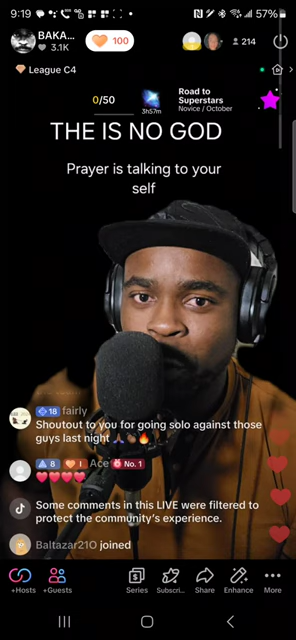 9:19
57%
BAKA...
3.1K
100
214
League C4
0/50
3h57m
Road to
Superstars
Novice / October
THE IS NO GOD
Prayer is talking to your
self
18 fairly
Shoutout to you for going solo against those
guys last night
8 I Ace No. 1
Some comments in this LIVE were filtered to
protect the community's experience.
Baltazar21O joined
+Hosts
+Guests
Series
Subscri...
Share
Enhance
More